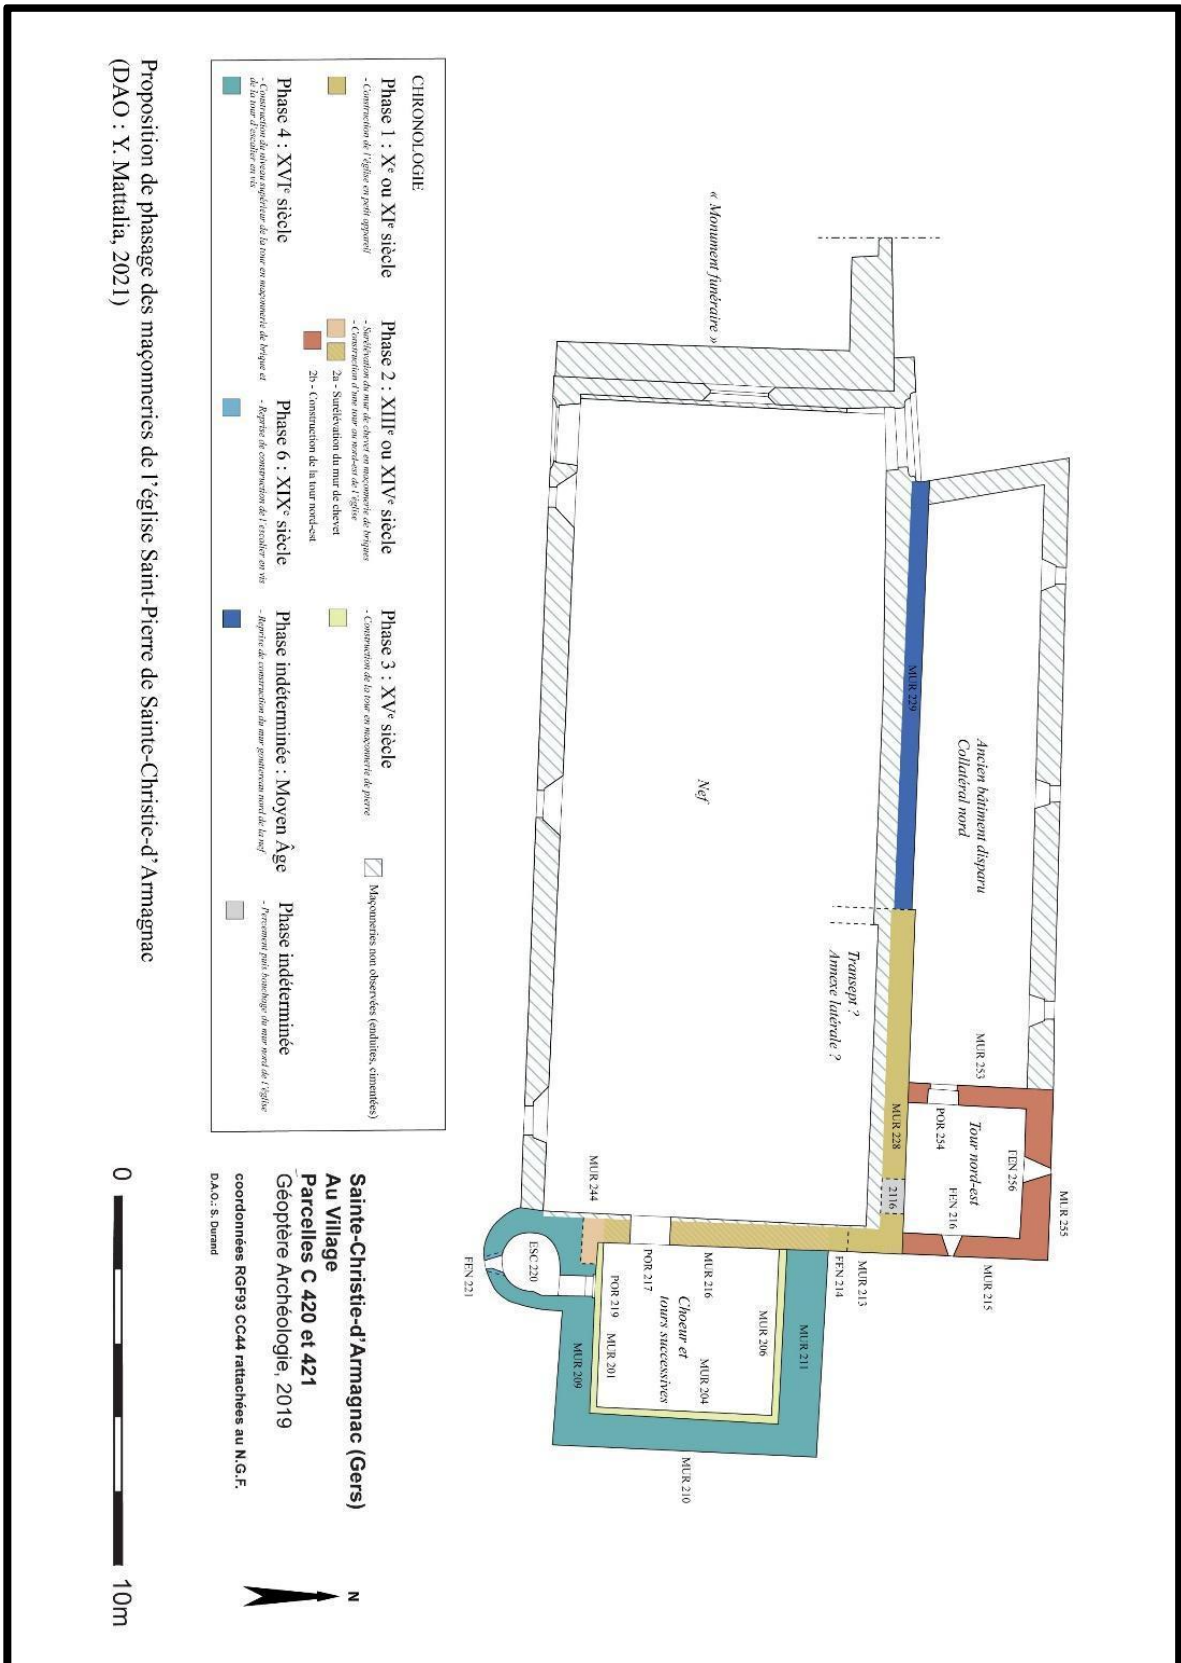 « Monument funéraire »
Ancien bâtiment disparu
Collatéral nord
MUR 229
Nef
Transept ?
Annexe latérale ?
MUR 253
POR 254
Tour nord-est
FEN 256
FEN 216
MUR 255
MUR 215
MUR 228
2116
MUR 213
FEN 214
MUR 244
POR 217
MUR 216
MUR 206
MUR 211
Choeur et
tours successives
POR 219
MUR 201
MUR 204
MUR 209
MUR 210
ESC 220
FEN 221
CHRONOLOGIE
Phase 1 : Xe ou XIe siècle
- Construction de l'église en petit appareil
Phase 2 : XIIIe ou XIVe siècle
- Surélévation du mur de chevet en maçonnerie de briques
- Construction d'une tour au nord-est de l'église
2a - Surélévation du mur de chevet
2b - Construction de la tour nord-est
Phase 3 : XVe siècle
- Construction de la tour en maçonnerie de pierre
Maçonneries non observées (enduites, cimentées)
Phase 4 : XVIe siècle
- Construction du niveau supérieur de la tour en maçonnerie de brique et
de la tour d'escalier en vis
Phase 6 : XIXe siècle
- Reprise de construction de l'escalier en vis
Phase indéterminée : Moyen Âge
- Reprise de construction du mur gouttereau nord de la nef
Phase indéterminée
- Percement puis bouchage du mur nord de l'église
Proposition de phasage des maçonneries de l'église Saint-Pierre de Sainte-Christie-d'Armagnac
(DAO : Y. Mattalia, 2021)
Sainte-Christie-d'Armagnac (Gers)
Au Village
Parcelles C 420 et 421
Géoptère Archéologie, 2019
coordonnées RGF93 CC44 rattachées au N.G.F.
D.A.O.: S. Durand
N
0
10m